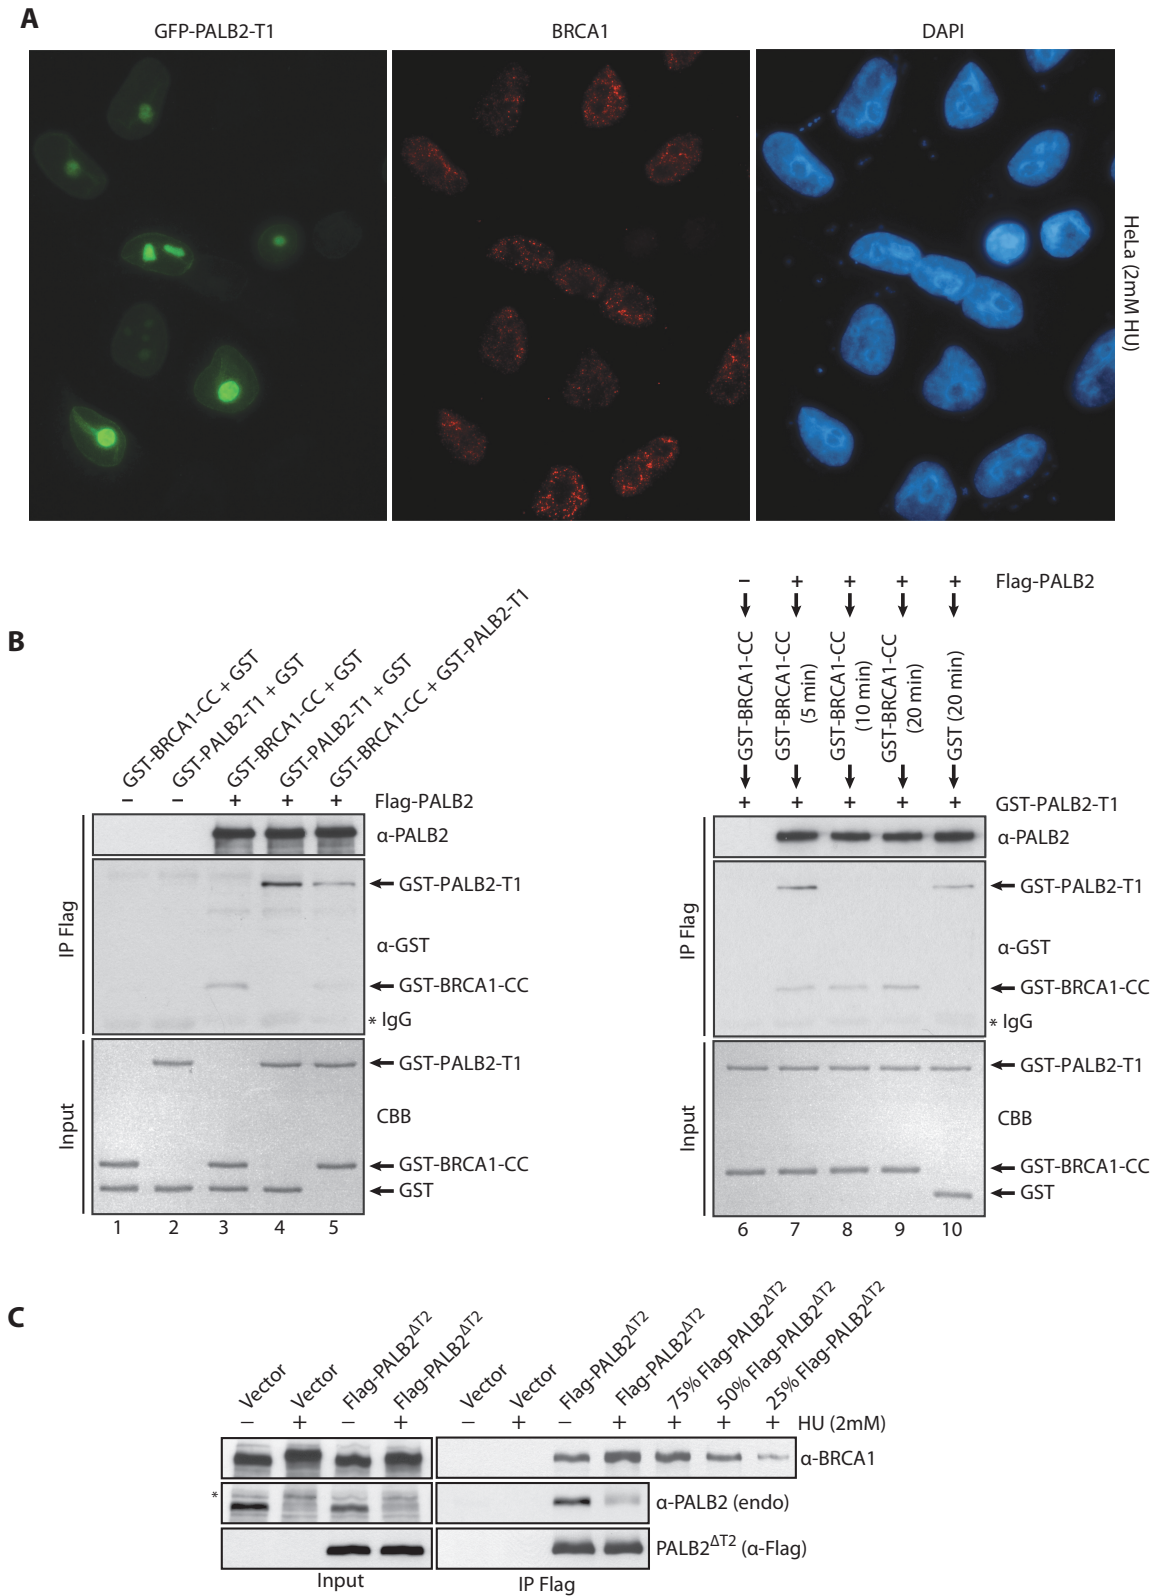 A
GFP-PALB2-T1
BRCA1
DAPI
HeLa (2mM HU)
B
GST-BRCA1-CC + GST
GST-PALB2-T1 + GST
GST-BRCA1-CC + GST
GST-PALB2-T1 + GST
GST-BRCA1-CC + GST-PALB2-T1
− − + + + Flag-PALB2
IP Flag
α-PALB2
GST-PALB2-T1
α-GST
GST-BRCA1-CC
* IgG
Input
GST-PALB2-T1
CBB
GST-BRCA1-CC
GST
1 2 3 4 5
− + + + + Flag-PALB2
GST-BRCA1-CC
GST-BRCA1-CC (5 min)
GST-BRCA1-CC (10 min)
GST-BRCA1-CC (20 min)
GST (20 min)
+ + + + + GST-PALB2-T1
IP Flag
α-PALB2
GST-PALB2-T1
α-GST
GST-BRCA1-CC
* IgG
Input
GST-PALB2-T1
CBB
GST-BRCA1-CC
GST
6 7 8 9 10
C
Vector
Vector
Flag-PALB2ΔT2
Flag-PALB2ΔT2
Vector
Vector
Flag-PALB2ΔT2
Flag-PALB2ΔT2
75% Flag-PALB2ΔT2
50% Flag-PALB2ΔT2
25% Flag-PALB2ΔT2
− + − + − + − + + + + HU (2mM)
α-BRCA1
* α-PALB2 (endo)
PALB2ΔT2 (α-Flag)
Input
IP Flag